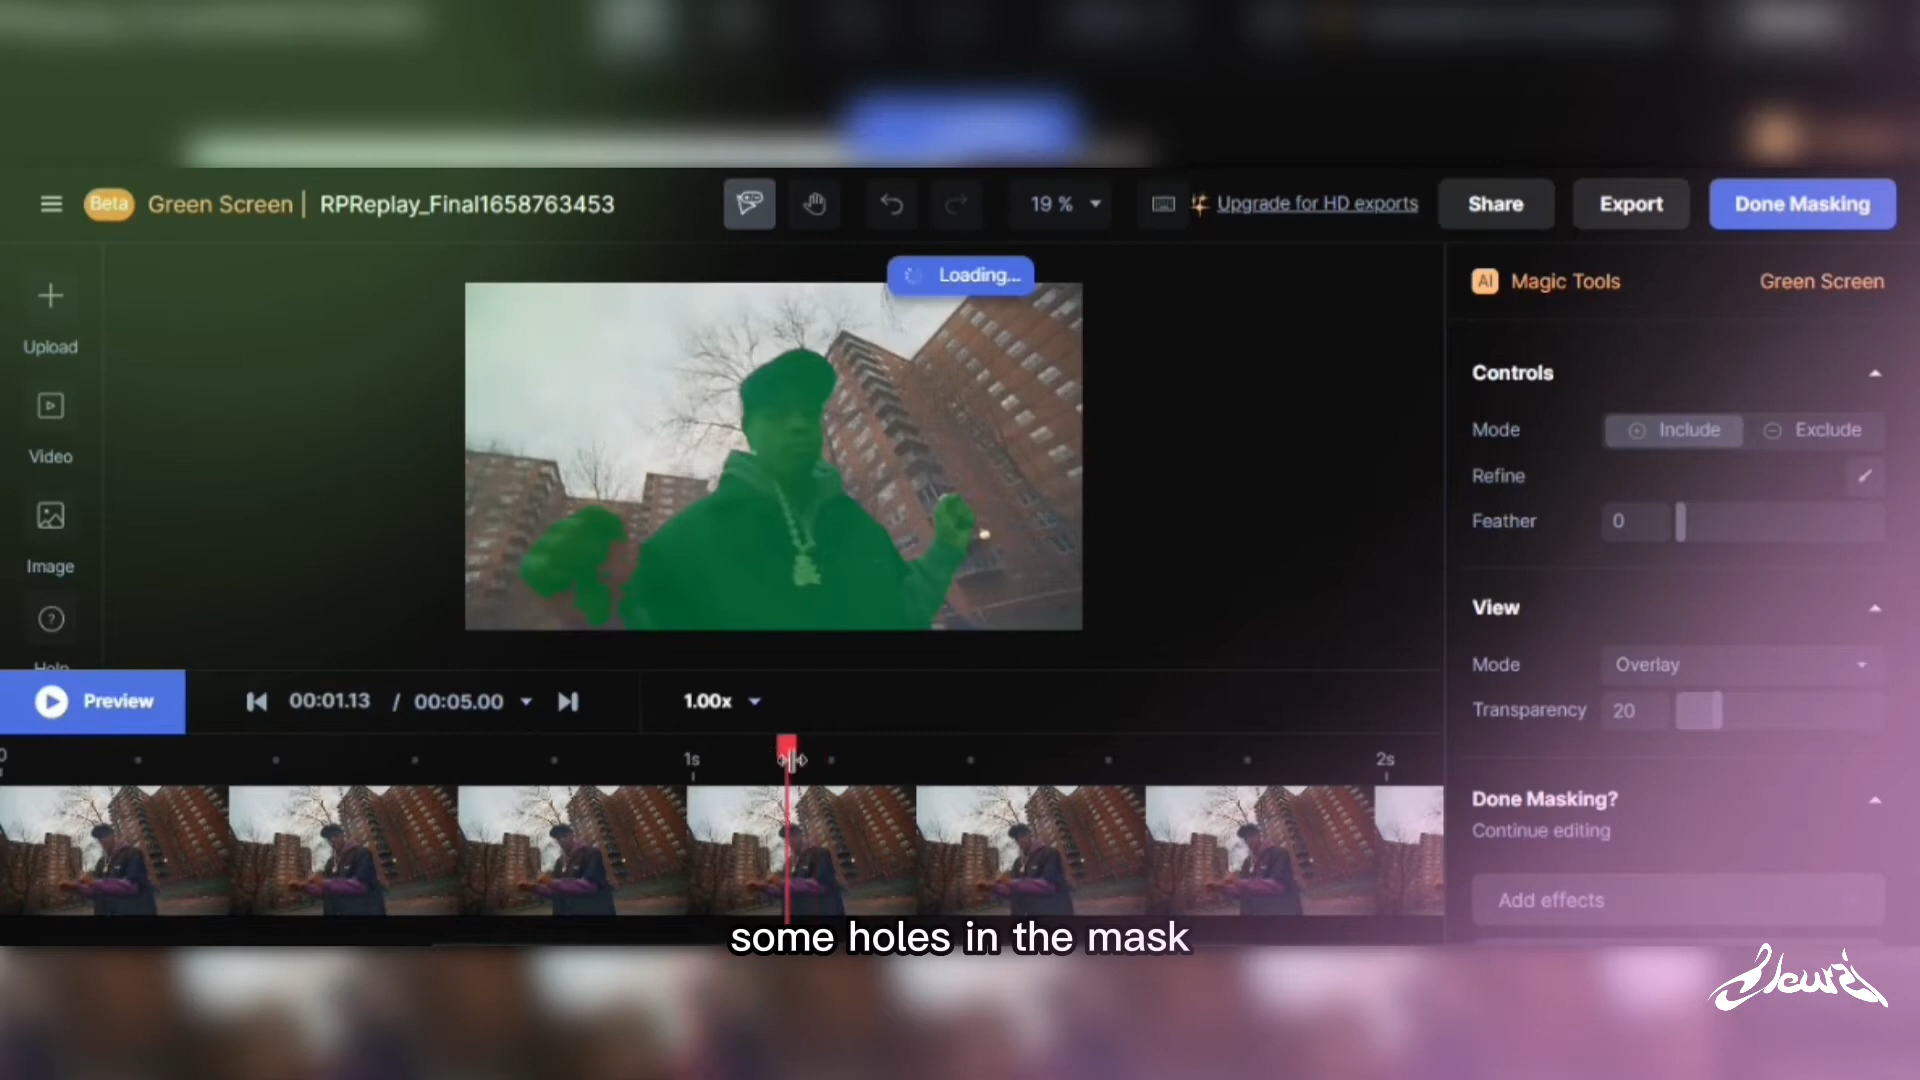 Beta Green Screen | RPReplay_Final1658763453
19 %
Upgrade for HD exports
Share
Export
Done Masking
Loading...
Upload
Video
Image
Help
AI Magic Tools
Green Screen
Controls
Mode
Include
Exclude
Refine
Feather
0
View
Mode
Overlay
Transparency
20
Done Masking?
Continue editing
Add effects
Preview
00:01.13 / 00:05.00
1.00x
0
1s
2s
some holes in the mask